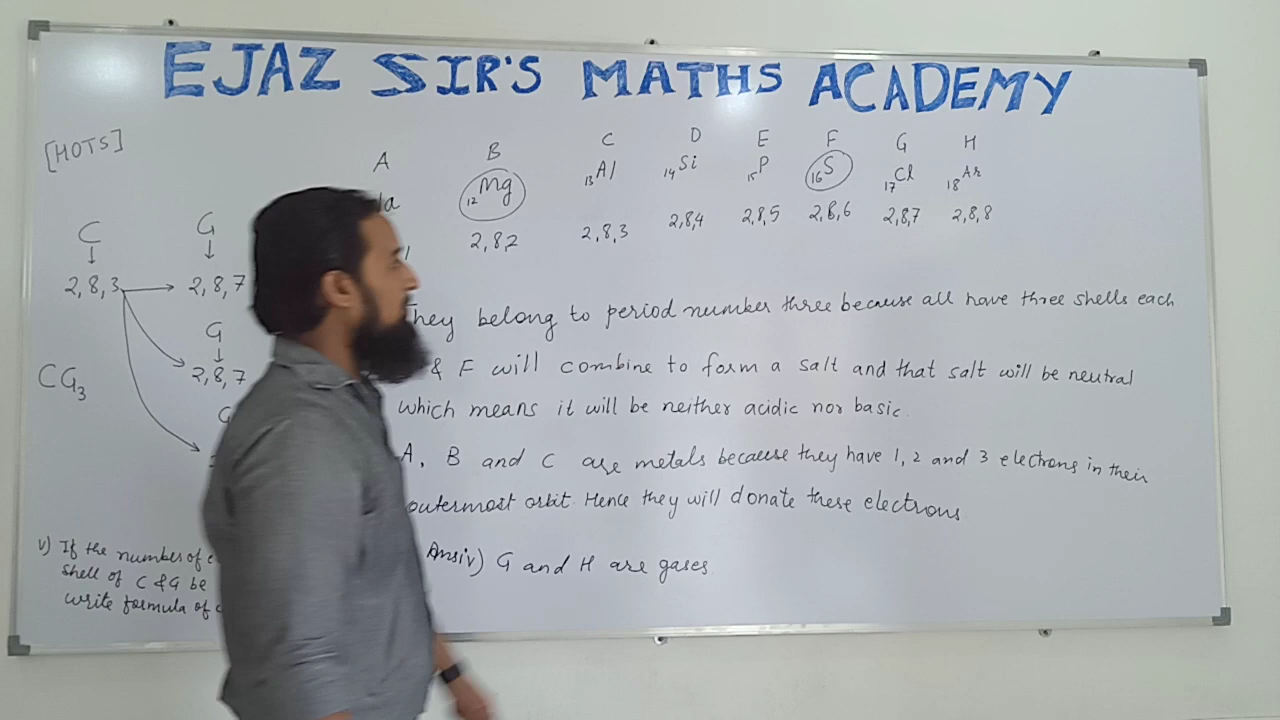 EJAZ SIR'S MATHS ACADEMY
[HOTS]
A B C D E F G H
12Mg 13Al 14Si 15P 16S 17Cl 18Ar
2,8,2 2,8,3 2,8,4 2,8,5 2,8,6 2,8,7 2,8,8
C G
↓ ↓
2,8,3 → 2,8,7
G
↓
2,8,7
CG3
G
They belong to period number three because all have three shells each
& F will combine to form a salt and that salt will be neutral
which means it will be neither acidic nor basic.
A, B and C are metals because they have 1, 2 and 3 electrons in their
outermost orbit. Hence they will donate these electrons
Ansiv) G and H are gases
v) If the number of
shell of C & G be
write formula of